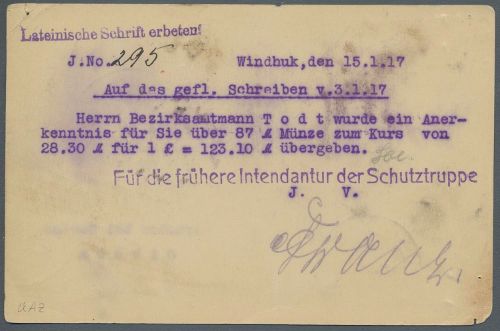 Lateinische Schrift erbeten!
J.No. 295 Windhuk, den 15.1.17
Auf das gefl. Schreiben v.3.1.17
Herrn Bezirksamtmann T o d t wurde ein Aner-
kenntnis für Sie über 87 ℳ Münze zum Kurs von
28.30 ℳ für 1 £ = 123.10 ℳ übergeben.
Für die frühere Intendantur der Schutztruppe
J. V.